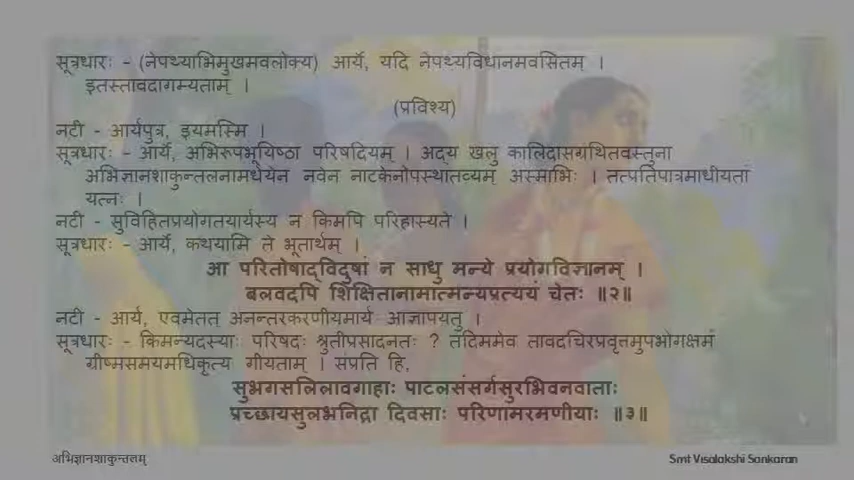 सूत्रधारः - (नेपथ्याभिमुखमवलोक्य) आर्ये, यदि नेपथ्यविधानमवसितम् ।
इतस्तावदागम्यताम् ।
(प्रविश्य)
नटी - आर्यपुत्र, इयमस्मि ।
सूत्रधारः - आर्ये, अभिरूपभूयिष्ठा परिषदियम् । अद्य खलु कालिदासग्रथितवस्तुना
अभिज्ञानशाकुन्तलनामधेयेन नवेन नाटकेनोपस्थातव्यम् अस्माभिः । तत्प्रतिपात्रमाधीयतां
यत्नः ।
नटी - सुविहितप्रयोगतयार्यस्य न किमपि परिहास्यते ।
सूत्रधारः - आर्ये, कथयामि ते भूतार्थम् ।
आ परितोषाद्विदुषां न साधु मन्ये प्रयोगविज्ञानम् ।
बलवदपि शिक्षितानामात्मन्यप्रत्ययं चेतः ॥२॥
नटी - आर्य, एवमेतत् अनन्तरकरणीयमार्य आज्ञापयतु ।
सूत्रधारः - किमन्यदस्याः परिषदः श्रुतीप्रसादनतः ? तदिममेव तावदचिरप्रवृत्तमुपभोगक्षमं
ग्रीष्मसमयमधिकृत्य गीयताम् । संप्रति हि,
सुभगसलिलावगाहाः पाटलसंसर्गसुरभिवनवाताः
प्रच्छायसुलभनिद्रा दिवसाः परिणामरमणीयाः ॥३॥
अभिज्ञानशाकुन्तलम्
Smt Visalakshi Sankaran